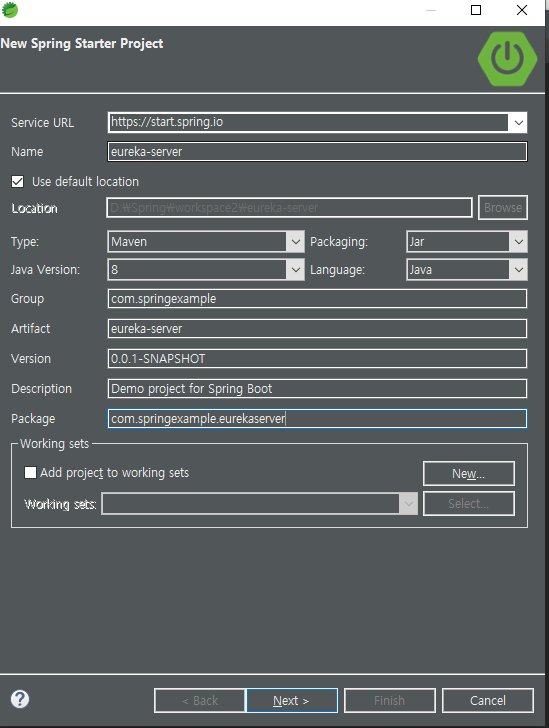 New Spring Starter Project
Service URL https://start.spring.io
Name eureka-server
Use default location
Location D:₩Spring₩workspace2₩eureka-server Browse
Type: Maven Packaging: Jar
Java Version: 8 Language: Java
Group com.springexample
Artifact eureka-server
Version 0.0.1-SNAPSHOT
Description Demo project for Spring Boot
Package com.springexample.eurekaserver
Working sets
Add project to working sets New...
Working sets: Select...
< Back Next > Finish Cancel